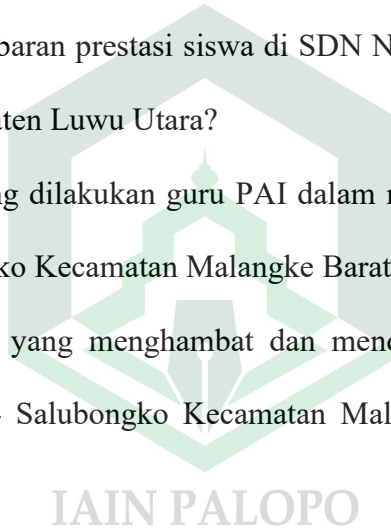 baran prestasi siswa di SDN N
aten Luwu Utara?
ng dilakukan guru PAI dalam
ko Kecamatan Malangke Barat
yang menghambat dan mend
Salubongko Kecamatan Mal
IAIN PALOPO